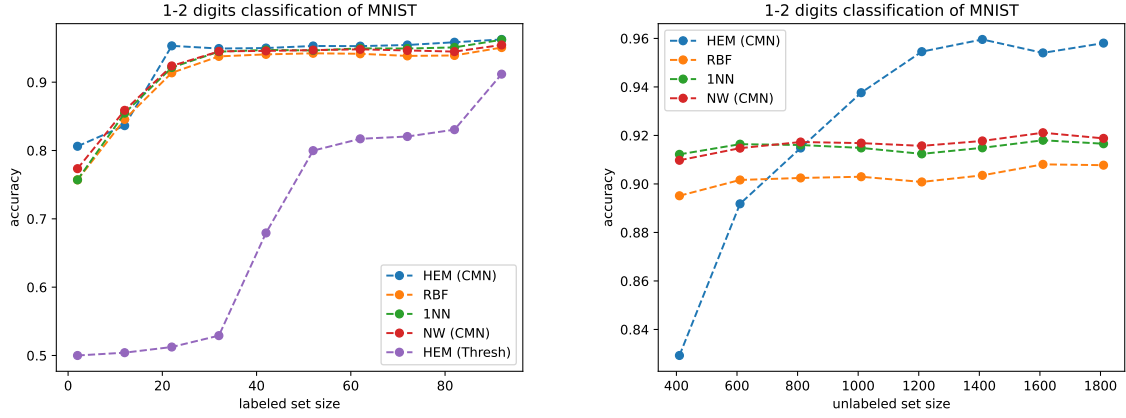 1-2 digits classification of MNIST
accuracy
0.9
0.8
0.7
0.6
0.5
HEM (CMN)
RBF
1NN
NW (CMN)
HEM (Thresh)
0 20 40 60 80
labeled set size
1-2 digits classification of MNIST
accuracy
0.96
0.94
0.92
0.90
0.88
0.86
0.84
HEM (CMN)
RBF
1NN
NW (CMN)
400 600 800 1000 1200 1400 1600 1800
unlabeled set size